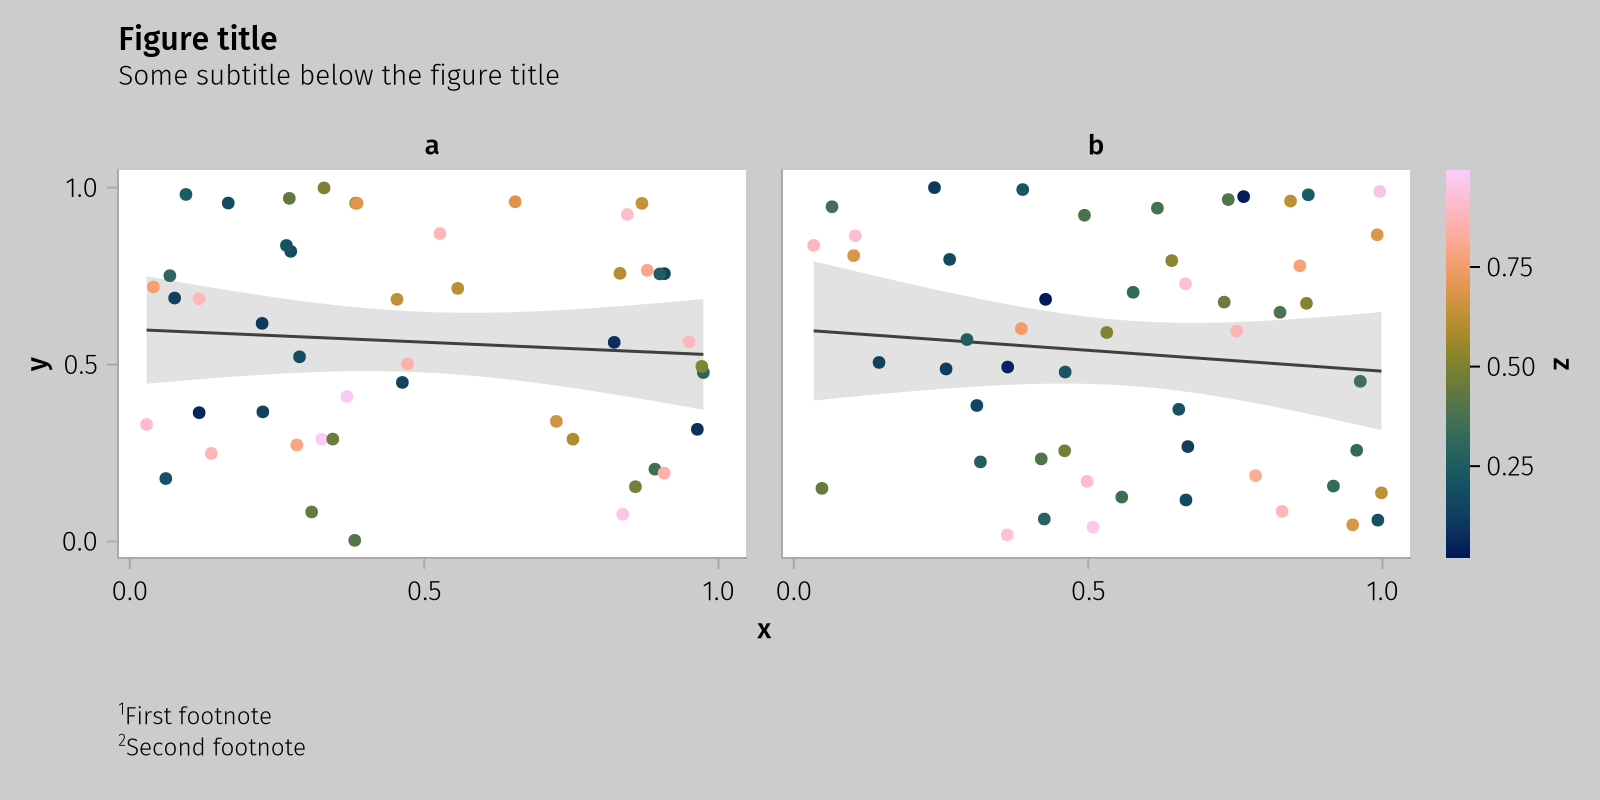 Figure title
Some subtitle below the figure title
a
b
1.0
0.5
0.0
y
0.0
0.5
1.0
0.0
0.5
1.0
x
0.75
0.50
0.25
z
¹First footnote
²Second footnote